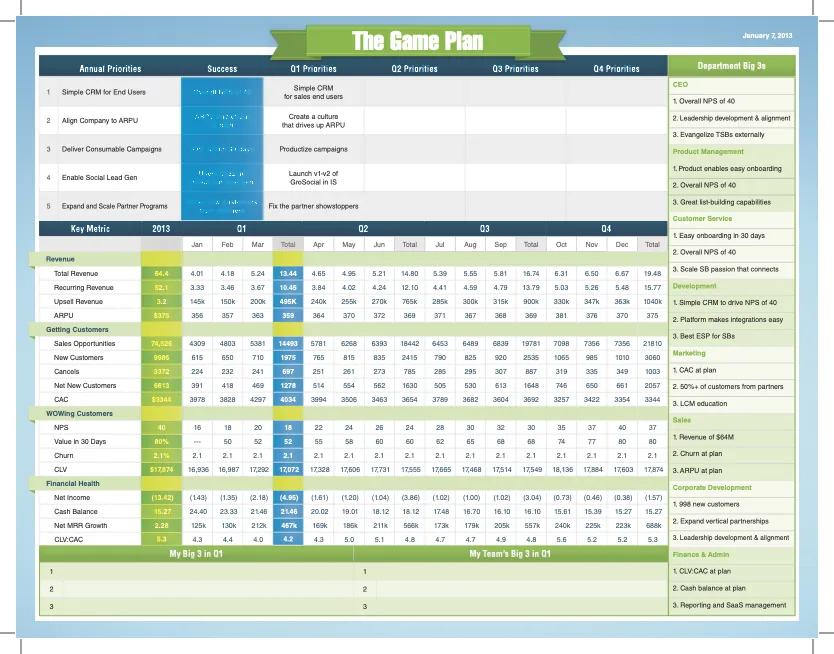 The Game Plan
January 7, 2013
Annual Priorities Success Q1 Priorities Q2 Priorities Q3 Priorities Q4 Priorities
1 Simple CRM for End Users Simple CRM for sales end users
2 Align Company to ARPU Create a culture that drives up ARPU
3 Deliver Consumable Campaigns Productize campaigns
4 Enable Social Lead Gen Launch v1-v2 of GroSocial in IS
5 Expand and Scale Partner Programs Fix the partner showstoppers
Key Metric 2013 Q1 Q2 Q3 Q4
Jan Feb Mar Total Apr May Jun Total Jul Aug Sep Total Oct Nov Dec Total
Revenue
Total Revenue 64.4 4.01 4.18 5.24 13.44 4.65 4.95 5.21 14.80 5.39 5.55 5.81 16.74 6.31 6.50 6.67 19.48
Recurring Revenue 52.1 3.33 3.46 3.67 10.45 3.84 4.02 4.24 12.10 4.41 4.59 4.79 13.79 5.03 5.26 5.48 15.77
Upsell Revenue 3.2 145k 150k 200k 495K 240k 255k 270k 765k 285k 300k 315k 900k 330k 347k 363k 1040k
ARPU $375 356 357 363 359 364 370 372 369 371 367 368 369 381 376 370 375
Getting Customers
Sales Opportunities 74,526 4309 4803 5381 14493 5781 6268 6393 18442 6453 6489 6839 19781 7098 7356 7356 21810
New Customers 9985 615 650 710 1975 765 815 835 2415 790 825 920 2535 1065 985 1010 3060
Cancels 3372 224 232 241 697 251 261 273 785 285 295 307 887 319 335 349 1003
Net New Customers 6613 391 418 469 1278 514 554 562 1630 505 530 613 1648 746 650 661 2057
CAC $3344 3978 3828 4297 4034 3994 3506 3463 3654 3789 3682 3604 3692 3257 3422 3354 3344
WOWing Customers
NPS 40 16 18 20 18 22 24 26 24 28 30 32 30 35 37 40 37
Value in 30 Days 80% --- 50 52 52 55 58 60 60 62 65 68 68 74 77 80 80
Churn 2.1% 2.1 2.1 2.1 2.1 2.1 2.1 2.1 2.1 2.1 2.1 2.1 2.1 2.1 2.1 2.1 2.1
CLV $17,874 16,936 16,987 17,292 17,072 17,328 17,606 17,731 17,555 17,665 17,468 17,514 17,549 18,136 17,884 17,603 17,874
Financial Health
Net Income (13.42) (1.43) (1.35) (2.18) (4.95) (1.61) (1.20) (1.04) (3.86) (1.02) (1.00) (1.02) (3.04) (0.73) (0.46) (0.38) (1.57)
Cash Balance 15.27 24.40 23.33 21.46 21.46 20.02 19.01 18.12 18.12 17.48 16.70 16.10 16.10 15.61 15.39 15.27 15.27
Net MRR Growth 2.28 125k 130k 212k 467k 169k 186k 211k 566k 173k 179k 205k 557k 240k 225k 223k 688k
CLV:CAC 5.3 4.3 4.4 4.0 4.2 4.3 5.0 5.1 4.8 4.7 4.7 4.9 4.8 5.6 5.2 5.2 5.3
My Big 3 in Q1 My Team's Big 3 in Q1
1 1
2 2
3 3
Department Big 3s
CEO
1. Overall NPS of 40
2. Leadership development & alignment
3. Evangelize TSBs externally
Product Management
1. Product enables easy onboarding
2. Overall NPS of 40
3. Great list-building capabilities
Customer Service
1. Easy onboarding in 30 days
2. Overall NPS of 40
3. Scale SB passion that connects
Development
1. Simple CRM to drive NPS of 40
2. Platform makes integrations easy
3. Best ESP for SBs
Marketing
1. CAC at plan
2. 50%+ of customers from partners
3. LCM education
Sales
1. Revenue of $64M
2. Churn at plan
3. ARPU at plan
Corporate Development
1. 998 new customers
2. Expand vertical partnerships
3. Leadership development & alignment
Finance & Admin
1. CLV:CAC at plan
2. Cash balance at plan
3. Reporting and SaaS management